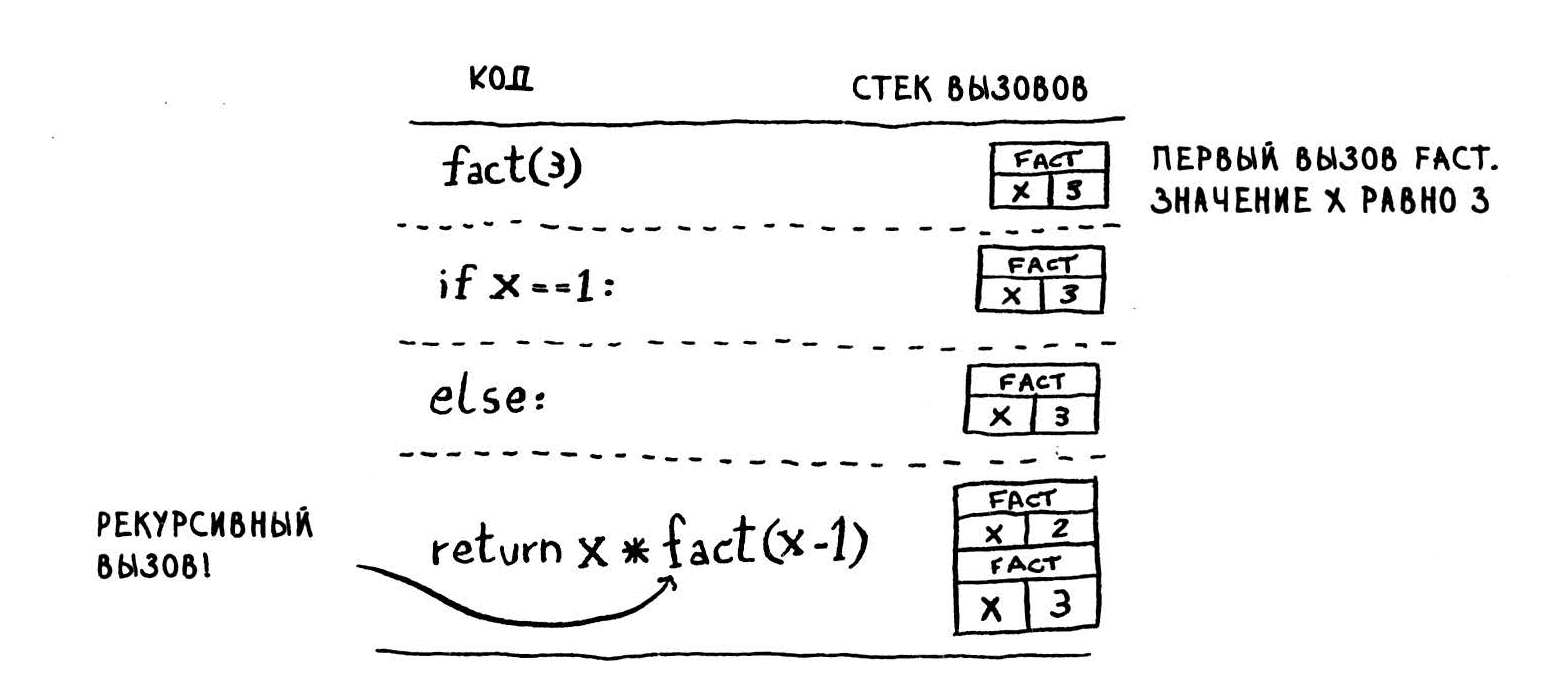 КОД
СТЕК ВЫЗОВОВ
fact(3)
FACT
X 3
ПЕРВЫЙ ВЫЗОВ FACT.
ЗНАЧЕНИЕ X РАВНО 3
if x==1:
FACT
X 3
else:
FACT
X 3
РЕКУРСИВНЫЙ
ВЫЗОВ!
return x * fact(x-1)
FACT
X 2
FACT
X 3